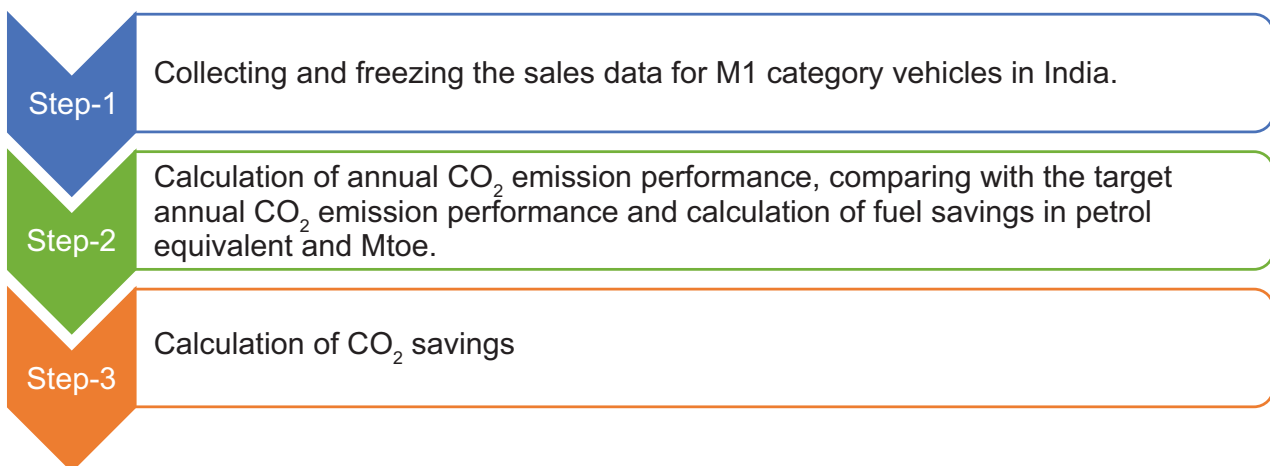 Step-1
Collecting and freezing the sales data for M1 category vehicles in India.
Step-2
Calculation of annual CO₂ emission performance, comparing with the target
annual CO₂ emission performance and calculation of fuel savings in petrol
equivalent and Mtoe.
Step-3
Calculation of CO₂ savings